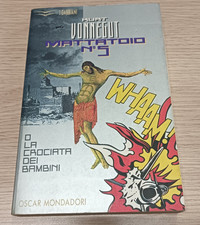 KURT
VONNEGUT
MATTATOIO
N°5
WHAAM!
O
LA
CROCIATA
DEI
BAMBINI
OSCAR MONDADORI